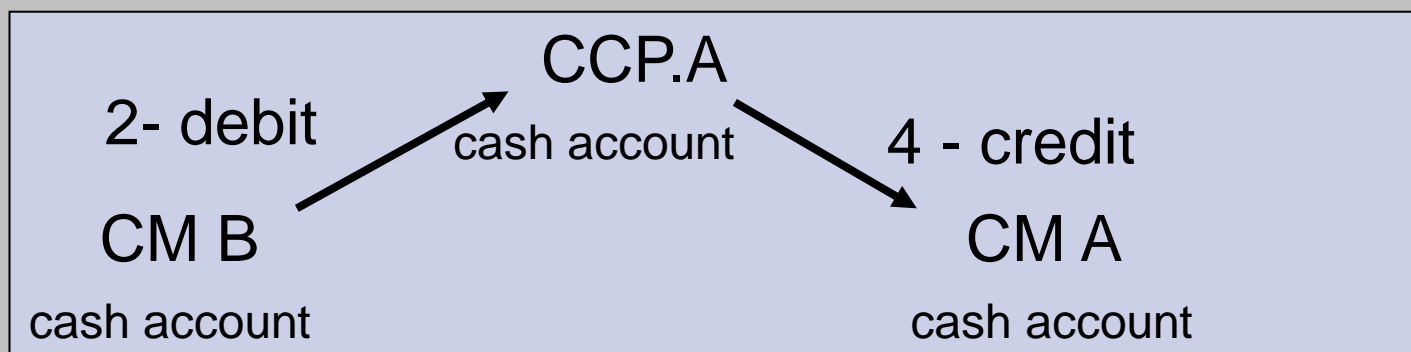 CCP.A
2- debit
cash account
4 - credit
CM B
CM A
cash account
cash account